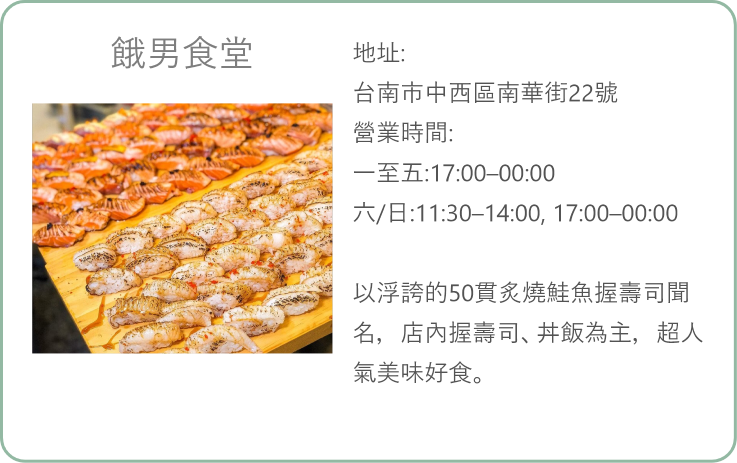 餓男食堂
地址:
台南市中西區南華街22號
營業時間:
一至五:17:00–00:00
六/日:11:30–14:00, 17:00–00:00
以浮誇的50貫炙燒鮭魚握壽司聞
名，店內握壽司、丼飯為主，超人
氣美味好食。